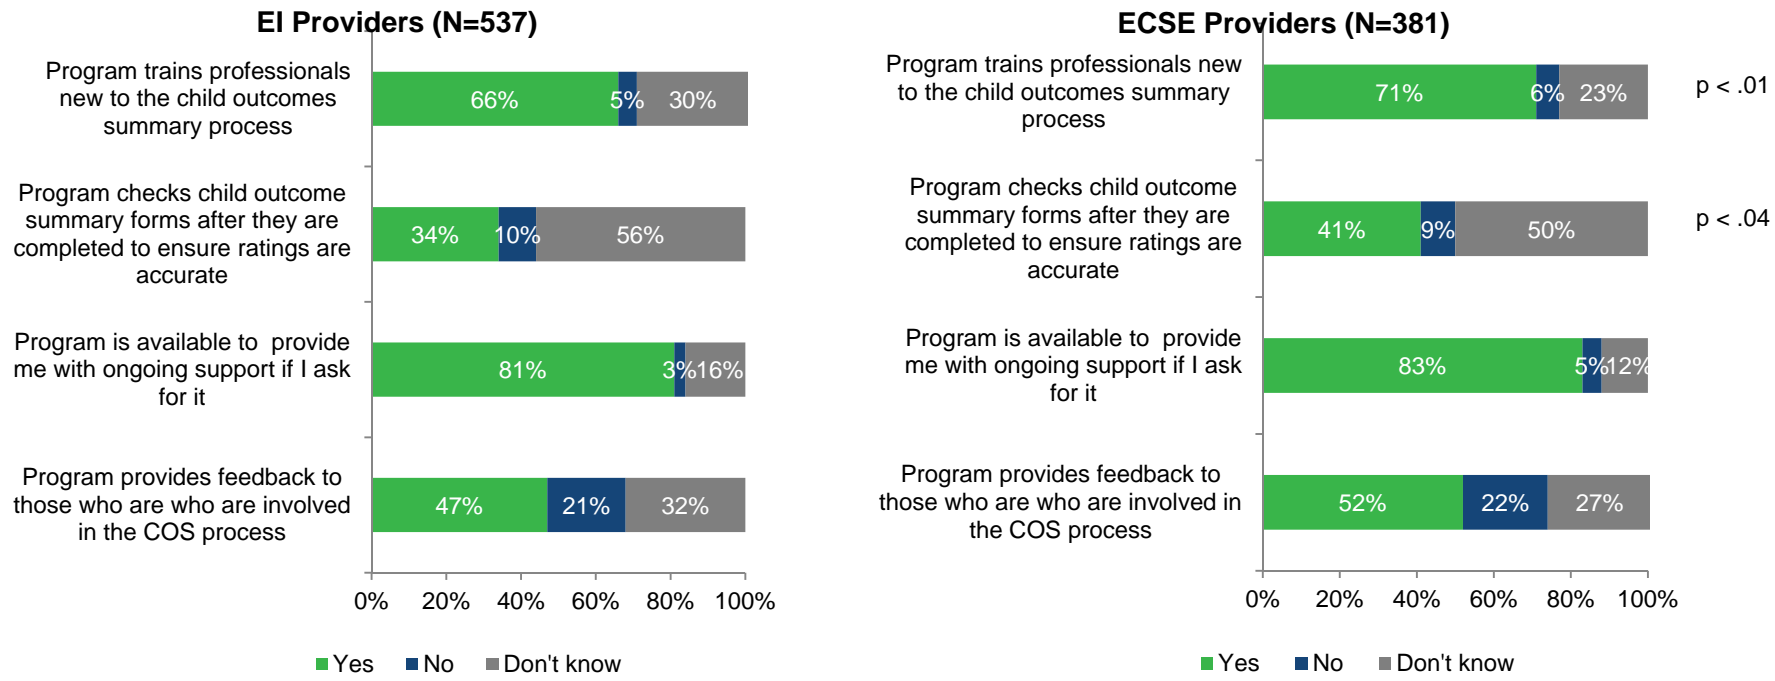 EI Providers (N=537)
Program trains professionals
new to the child outcomes
summary process
66%
5%
30%
Program checks child outcome
summary forms after they are
completed to ensure ratings are
accurate
34%
10%
56%
Program is available to  provide
me with ongoing support if I ask
for it
81%
3%
16%
Program provides feedback to
those who are who are involved
in the COS process
47%
21%
32%
0%
20%
40%
60%
80%
100%
Yes
No
Don't know
ECSE Providers (N=381)
Program trains professionals new
to the child outcomes summary
process
71%
6%
23%
p < .01
Program checks child outcome
summary forms after they are
completed to ensure ratings are
accurate
41%
9%
50%
p < .04
Program is available to  provide
me with ongoing support if I ask
for it
83%
5%
12%
Program provides feedback to
those who are who are involved in
the COS process
52%
22%
27%
0%
20%
40%
60%
80%
100%
Yes
No
Don't know